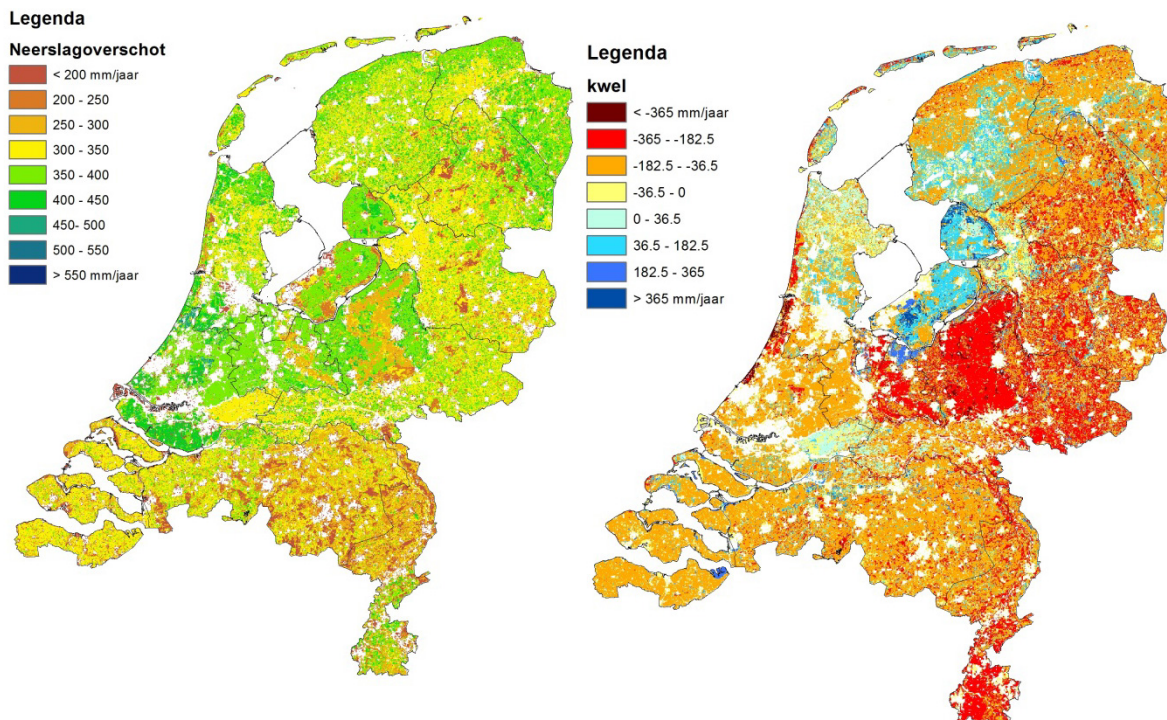 Legenda
Neerslagoverschot
< 200 mm/jaar
200 - 250
250 - 300
300 - 350
350 - 400
400 - 450
450- 500
500 - 550
> 550 mm/jaar
Legenda
kwel
< -365 mm/jaar
-365 - -182.5
-182.5 - -36.5
-36.5 - 0
0 - 36.5
36.5 - 182.5
182.5 - 365
> 365 mm/jaar